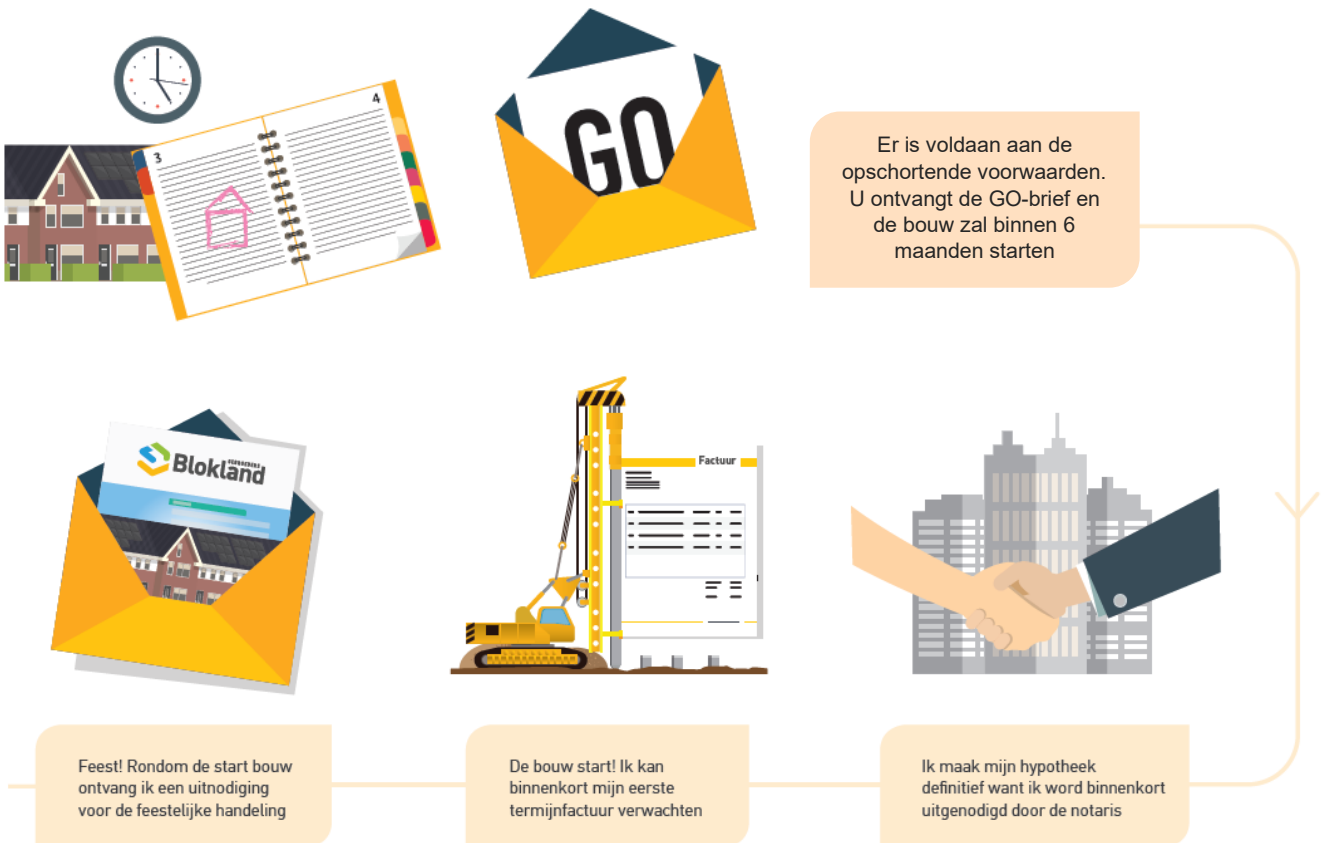 3
4
GO
Er is voldaan aan de
opschortende voorwaarden.
U ontvangt de GO-brief en
de bouw zal binnen 6
maanden starten
Blokland
Factuur
Ik maak mijn hypotheek
definitief want ik word binnenkort
uitgenodigd door de notaris
De bouw start! Ik kan
binnenkort mijn eerste
termijnfactuur verwachten
Feest! Rondom de start bouw
ontvang ik een uitnodiging
voor de feestelijke handeling